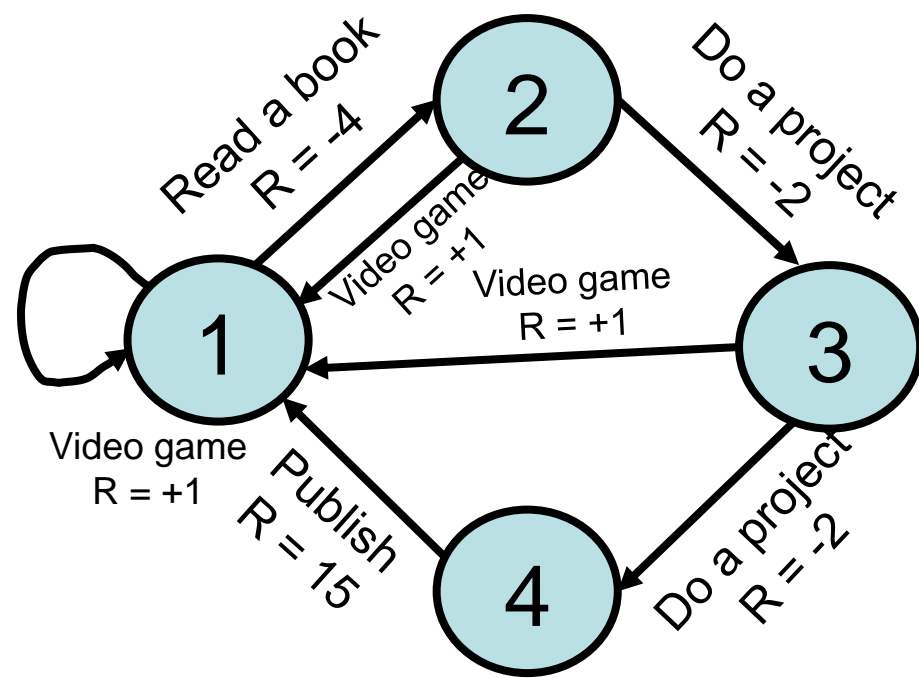 Read a book
R = -4
2
Do a project
R = -2
Video game
R = +1
Video game
R = +1
1
3
Video game
R = +1
Publish
R = 15
4
Do a project
R = -2